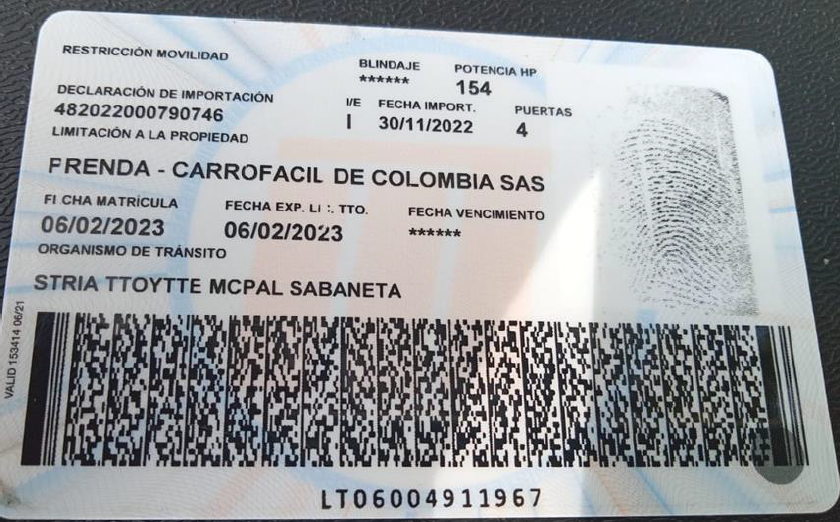 RESTRICCIÓN MOVILIDAD
BLINDAJE POTENCIA HP
****** 154
DECLARACIÓN DE IMPORTACIÓN I/E FECHA IMPORT. PUERTAS
482022000790746 I 30/11/2022 4
LIMITACIÓN A LA PROPIEDAD
PRENDA - CARROFACIL DE COLOMBIA SAS
FECHA MATRÍCULA FECHA EXP. LIC. TTO. FECHA VENCIMIENTO
06/02/2023 06/02/2023 ******
ORGANISMO DE TRÁNSITO
STRIA TTOYTTE MCPAL SABANETA
VALID 153414 06/21
LT06004911967